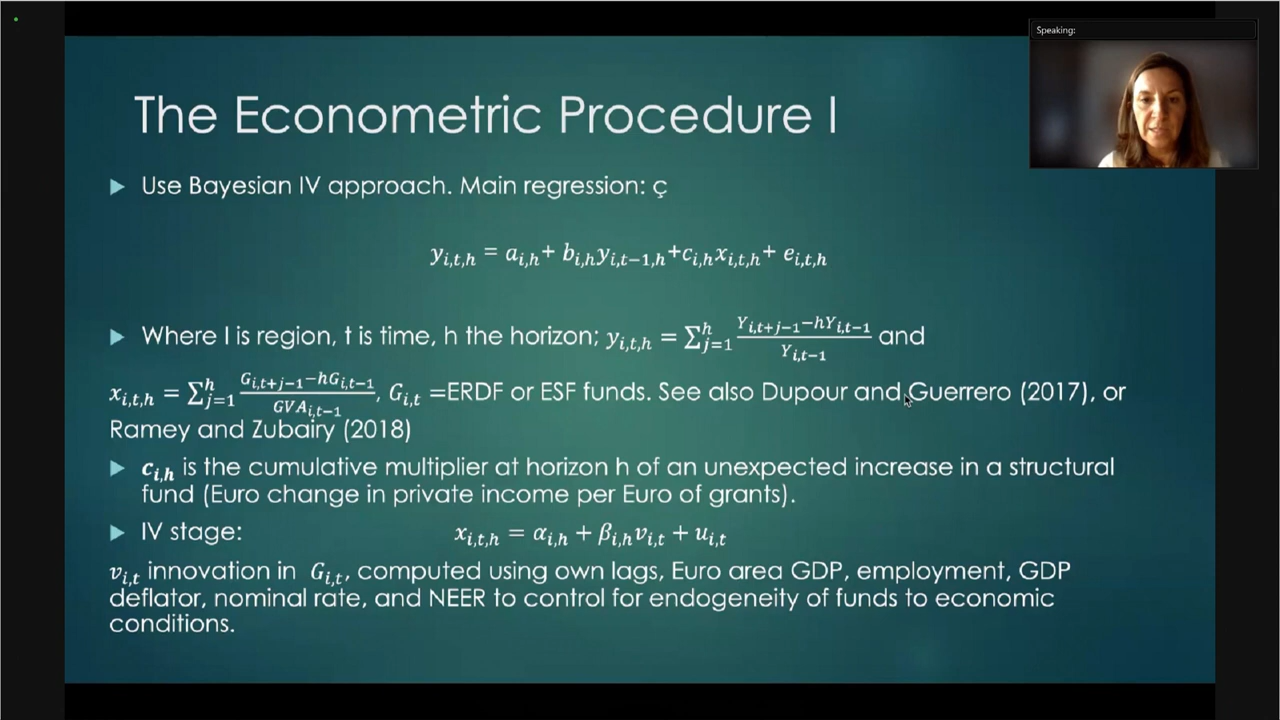 Speaking:
The Econometric Procedure I
Use Bayesian IV approach. Main regression: ç
y_{i,t,h} = a_{i,h}+ b_{i,h}y_{i,t−1,h}+c_{i,h}x_{i,t,h}+ e_{i,t,h}
Where I is region, t is time, h the horizon; y_{i,t,h} = ∑_{j=1}^{h} \frac{Y_{i,t+j−1}−hY_{i,t−1}}{Y_{i,t−1}} and
x_{i,t,h} = ∑_{j=1}^{h} \frac{G_{i,t+j−1}−hG_{i,t−1}}{GVA_{i,t−1}}, G_{i,t} =ERDF or ESF funds. See also Dupour and Guerrero (2017), or
Ramey and Zubairy (2018)
c_{i,h} is the cumulative multiplier at horizon h of an unexpected increase in a structural
fund (Euro change in private income per Euro of grants).
IV stage: x_{i,t,h} = α_{i,h} + β_{i,h}v_{i,t} + u_{i,t}
v_{i,t} innovation in G_{i,t}, computed using own lags, Euro area GDP, employment, GDP
deflator, nominal rate, and NEER to control for endogeneity of funds to economic
conditions.